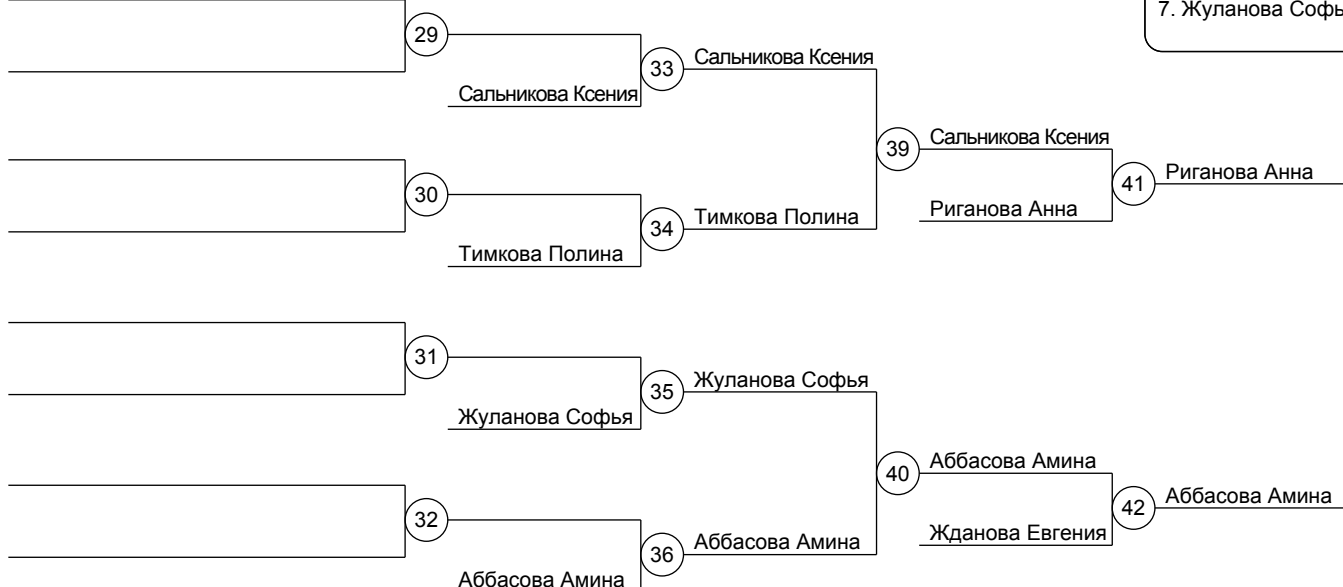 7. Жуланова
29
33
Сальникова Ксения
Сальникова Ксения
39
Сальникова Ксения
41
Риганова Анна
30
34
Тимкова Полина
Риганова Анна
Тимкова Полина
31
35
Жуланова Софья
Жуланова Софья
40
Аббасова Амина
42
Аббасова Амина
32
36
Аббасова Амина
Жданова Евгения
Аббасова Амина